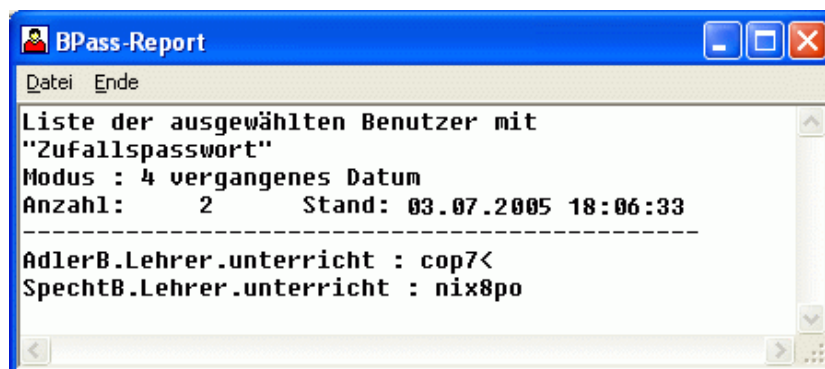 BPass-Report
Datei Ende
Liste der ausgewählten Benutzer mit
"Zufallspasswort"
Modus : 4 vergangenes Datum
Anzahl: 2 Stand: 03.07.2005 18:06:33
------------------------------------------------
AdlerB.Lehrer.unterricht : cop7<
SpechtB.Lehrer.unterricht : nix8po